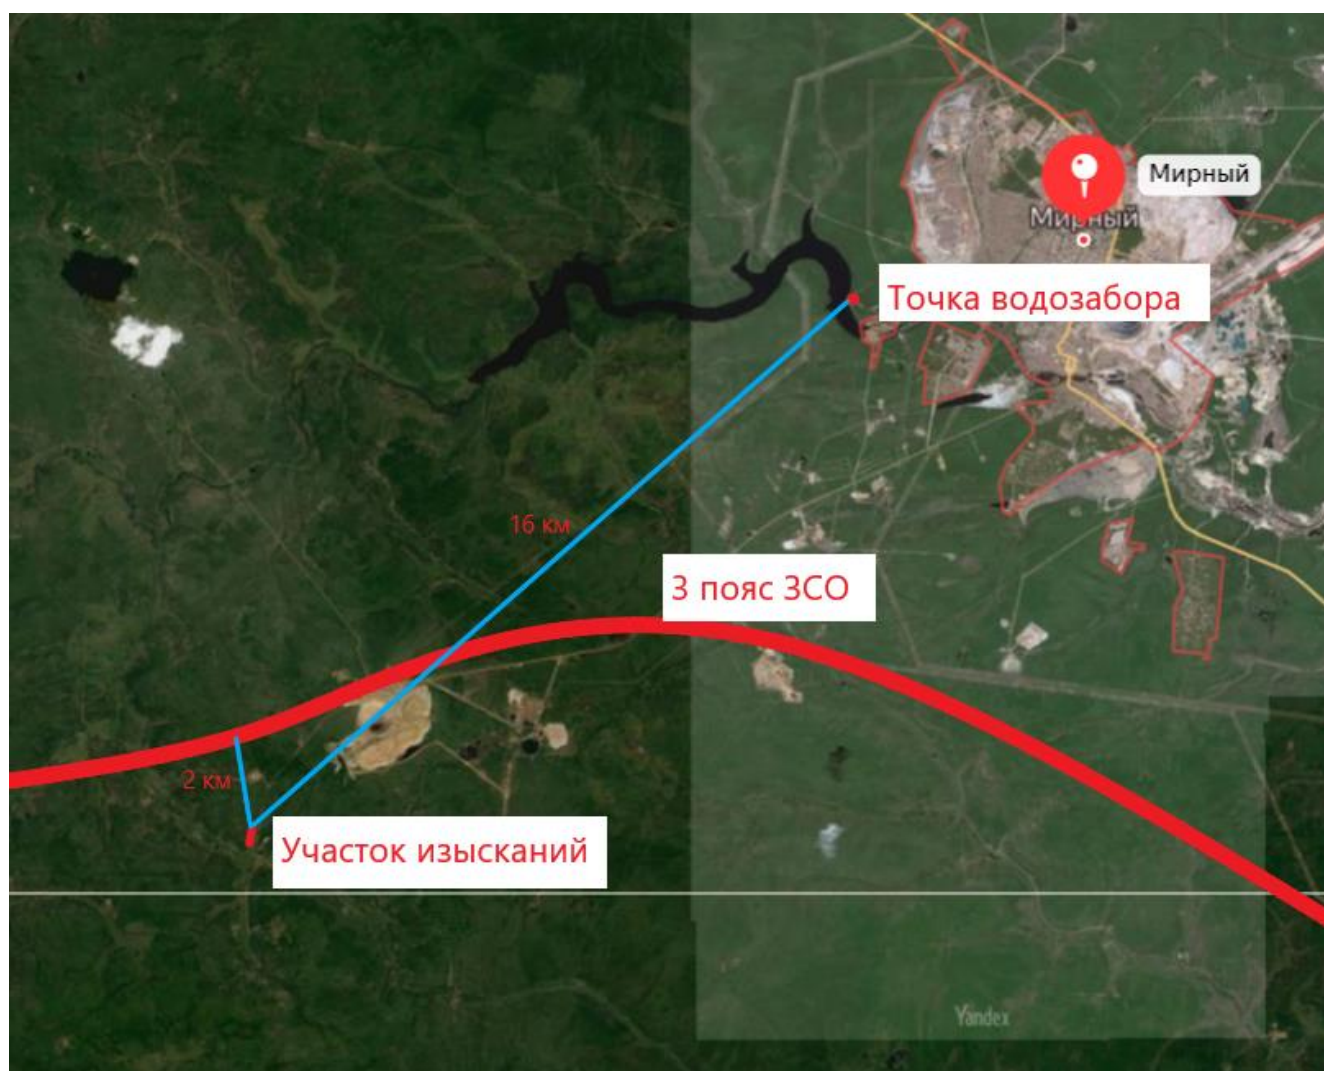 Мирный
Мирный
Точка водозабора
16 км
3 пояс ЗСО
2 км
Участок изысканий
Yandex